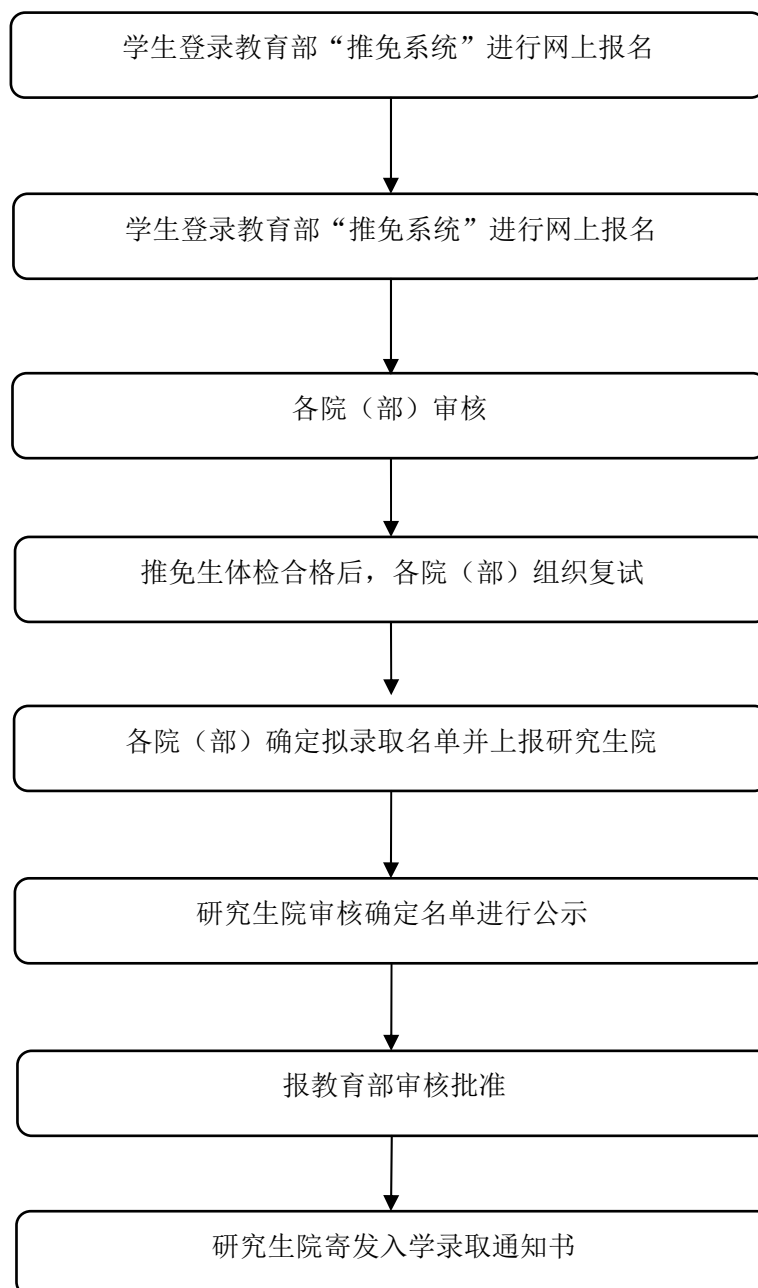 学生登录教育部“推免系统”进行网上报名
学生登录教育部“推免系统”进行网上报名
各院（部）审核
推免生体检合格后，各院（部）组织复试
各院（部）确定拟录取名单并上报研究生院
研究生院审核确定名单进行公示
报教育部审核批准
研究生院寄发入学录取通知书